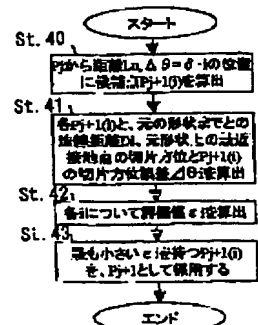 スタート
St.40
Pjから距離Ln,Δθ=δ·iの位置
に候補点Pj+1(i)を算出
St.41
各Pj+1(i)と、元の形状までとの
距離Di、元形状上の最近
接地点の切片方位とPj+1(i)
の切片方位誤差⊿θiを算出
St.42
各iについて評価値εiを算出
St.43
最も小さいεiを持つPj+1(i)
を、Pj+1として採用する
エンド